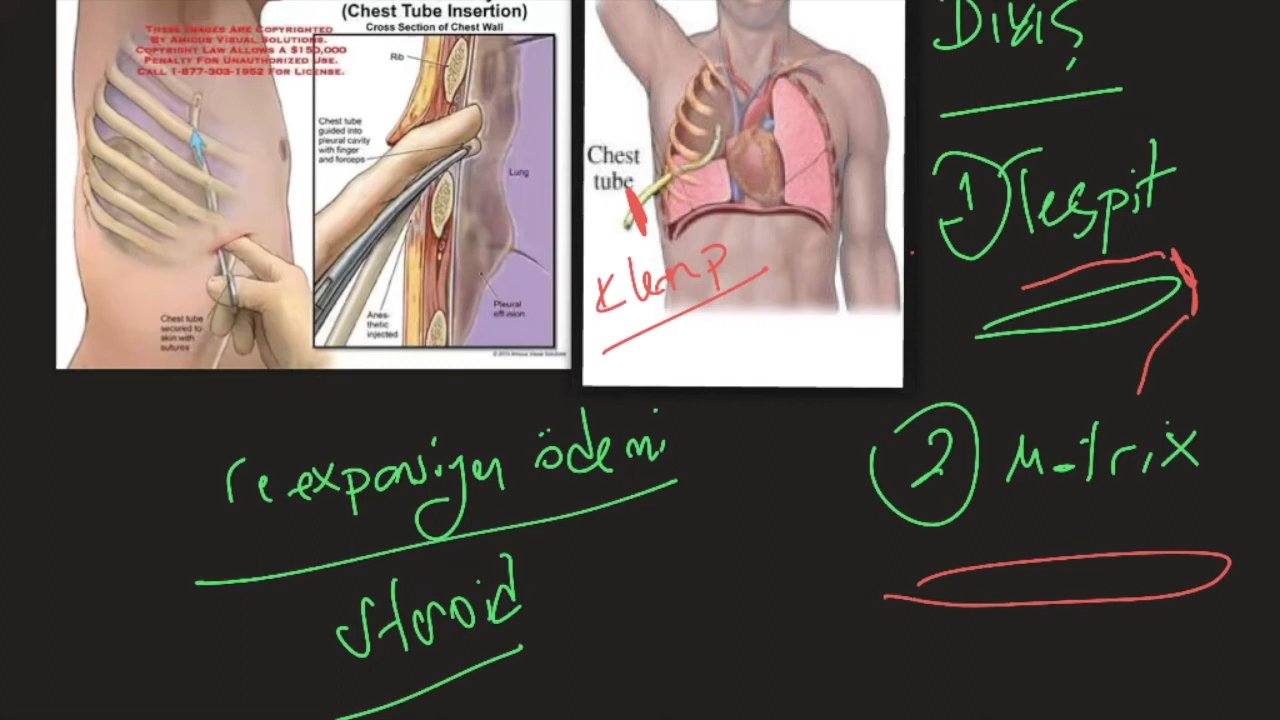 (Chest Tube Insertion)
Cross Section of Chest Wall
THESE IMAGES ARE COPYRIGHTED
BY AMICUS VISUAL SOLUTIONS.
COPYRIGHT LAW ALLOWS A $150,000
PENALTY FOR UNAUTHORIZED USE.
CALL 1-877-303-1952 FOR LICENSE.
Rib
Chest tube
guided into
pleural cavity
with finger
and forceps
Lung
Anes-
thetic
injected
Pleural
effusion
Chest tube
secured to
skin with
sutures
Chest
tube
Klemp
Dikiş
1) Tespit
2 Matrix
re expansiyon ödemi
steroid